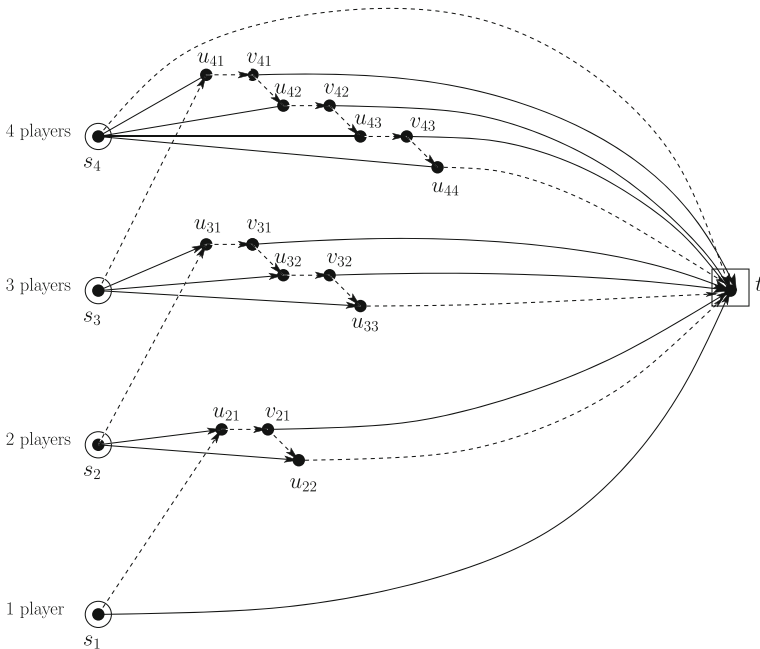 u41 v41
u42 v42
4 players u43 v43
s4
u44
u31 v31
u32 v32
3 players t
s3
u33
u21 v21
2 players
s2
u22
1 player
s1